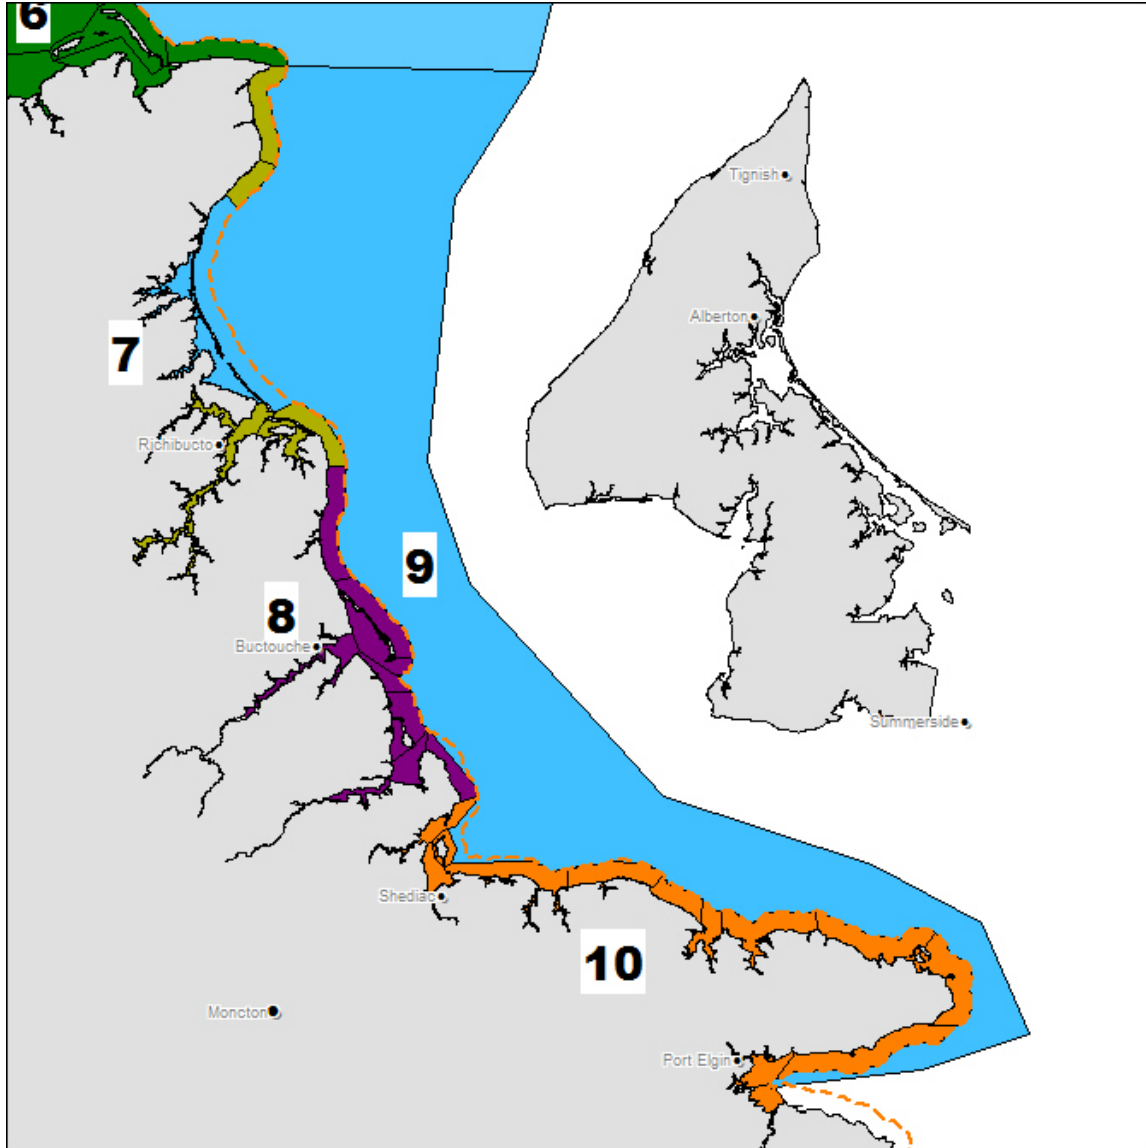 6
Tignish
Alberton
7
Richibucto
9
8
Buctouche
Summerside
Shediac
10
Moncton
Port Elgin